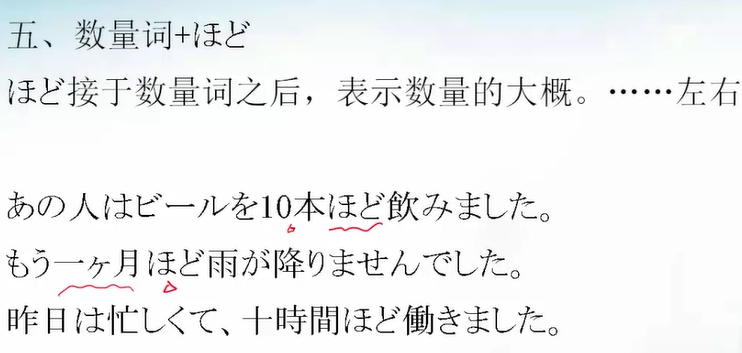 五、数量词+ほど
ほど接于数量词之后，表示数量的大概。……左右
あの人はビールを10本ほど飲みました。
もう一ヶ月ほど雨が降りませんでした。
昨日は忙しくて、十時間ほど働きました。